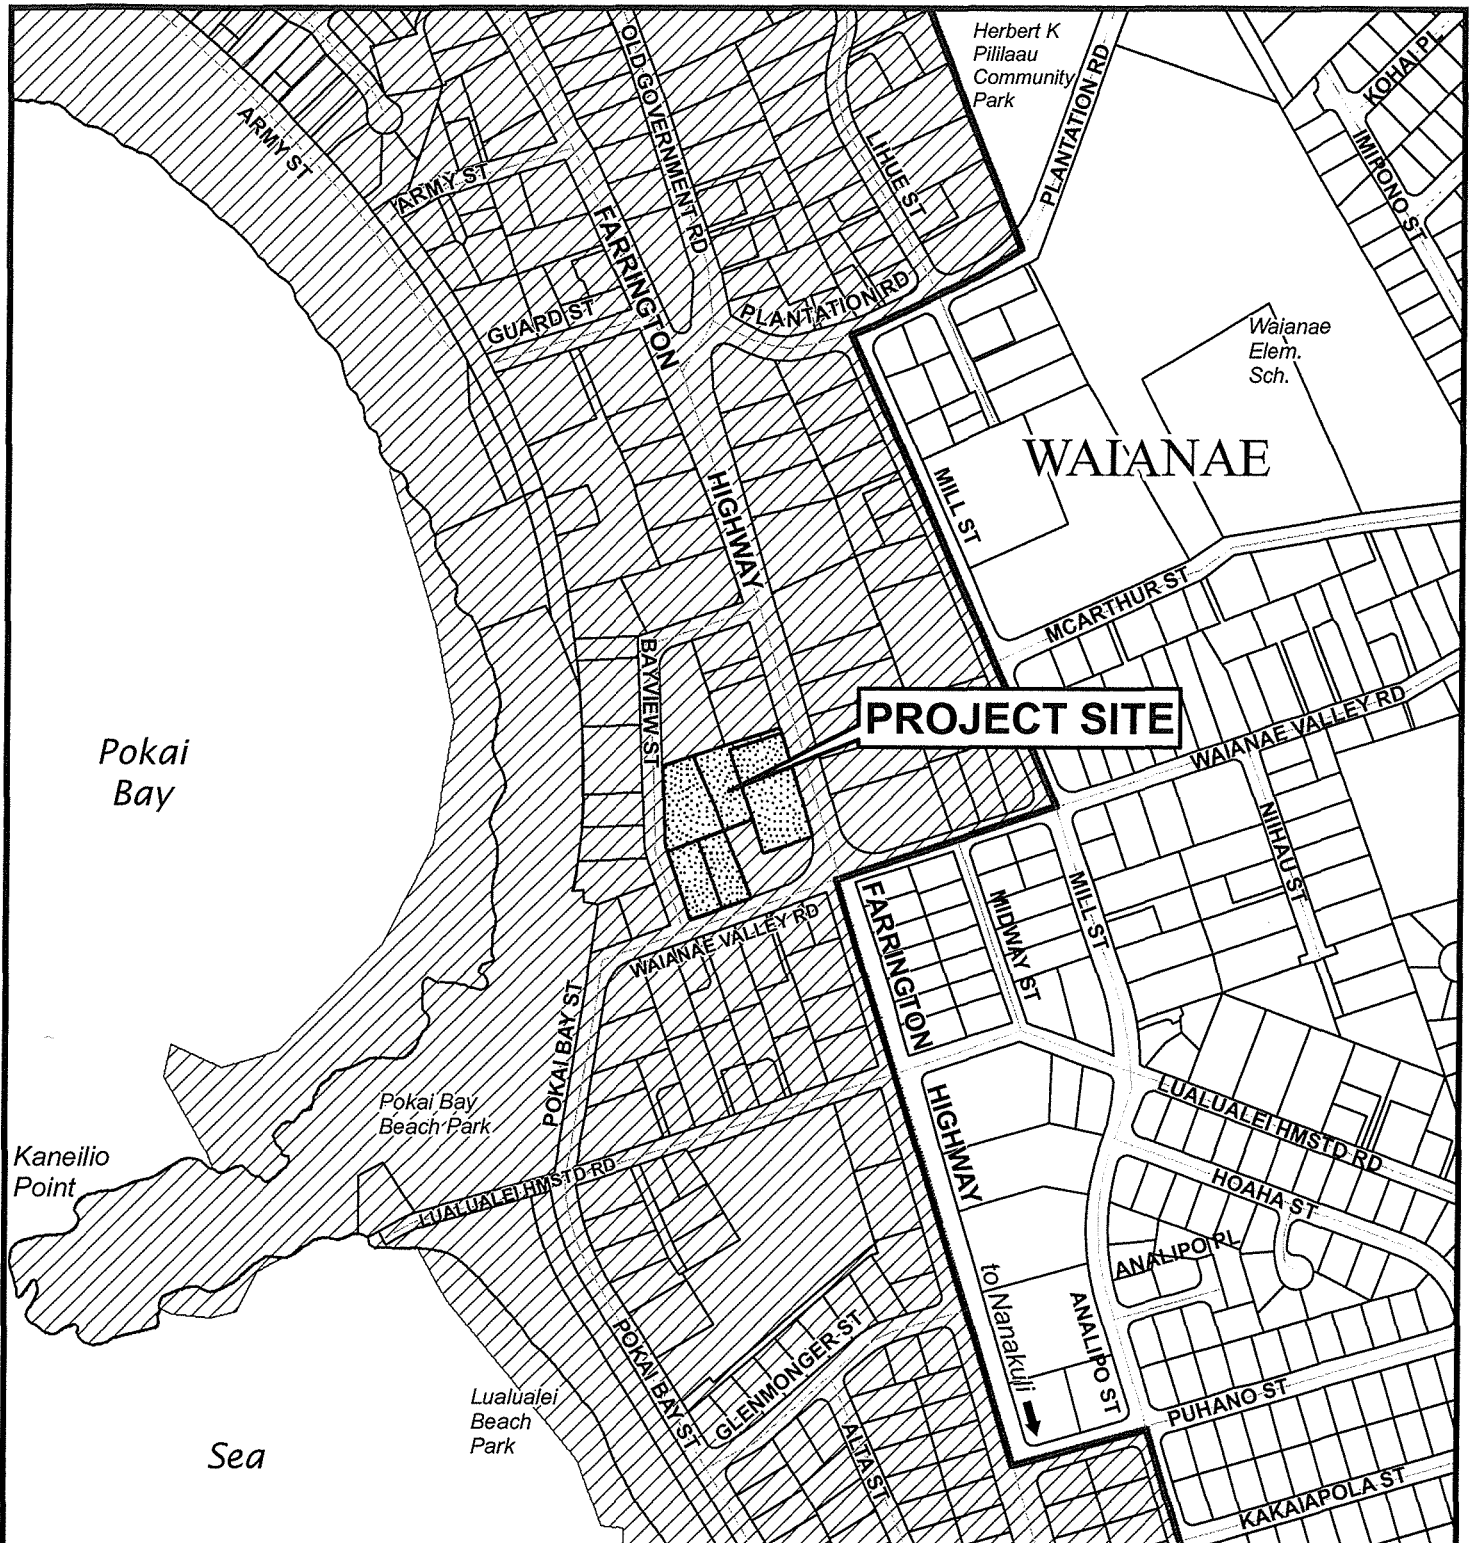 Herbert K
Pililaau
Community
Park
PLANTATION RD
KOHAI PL
IMIPONO ST
OLD GOVERNMENT RD
ARMY ST
ARMY ST
LIHUE ST
FARRINGTON
PLANTATION RD
GUARD ST
Waianae
Elem.
Sch.
WAIANAE
HIGHWAY
MILL ST
MCARTHUR ST
BAYVIEW ST
PROJECT SITE
WAIANAE VALLEY RD
Pokai
Bay
NIIHAU ST
MILL ST
MIDWAY ST
FARRINGTON
WAIANAE VALLEY RD
POKAI BAY ST
Pokai Bay
Beach Park
HIGHWAY
LUALUALEI HMSTD RD
Kaneilio
Point
LUALUALEI HMSTD RD
HOAHA ST
ANALIPO PL
to Nanakuli
ANALIPO ST
POKAI BAY ST
GLENMONGER ST
PUHANO ST
Lualualei
Beach
Park
ALTA ST
Sea
KAKAIAPOLA ST